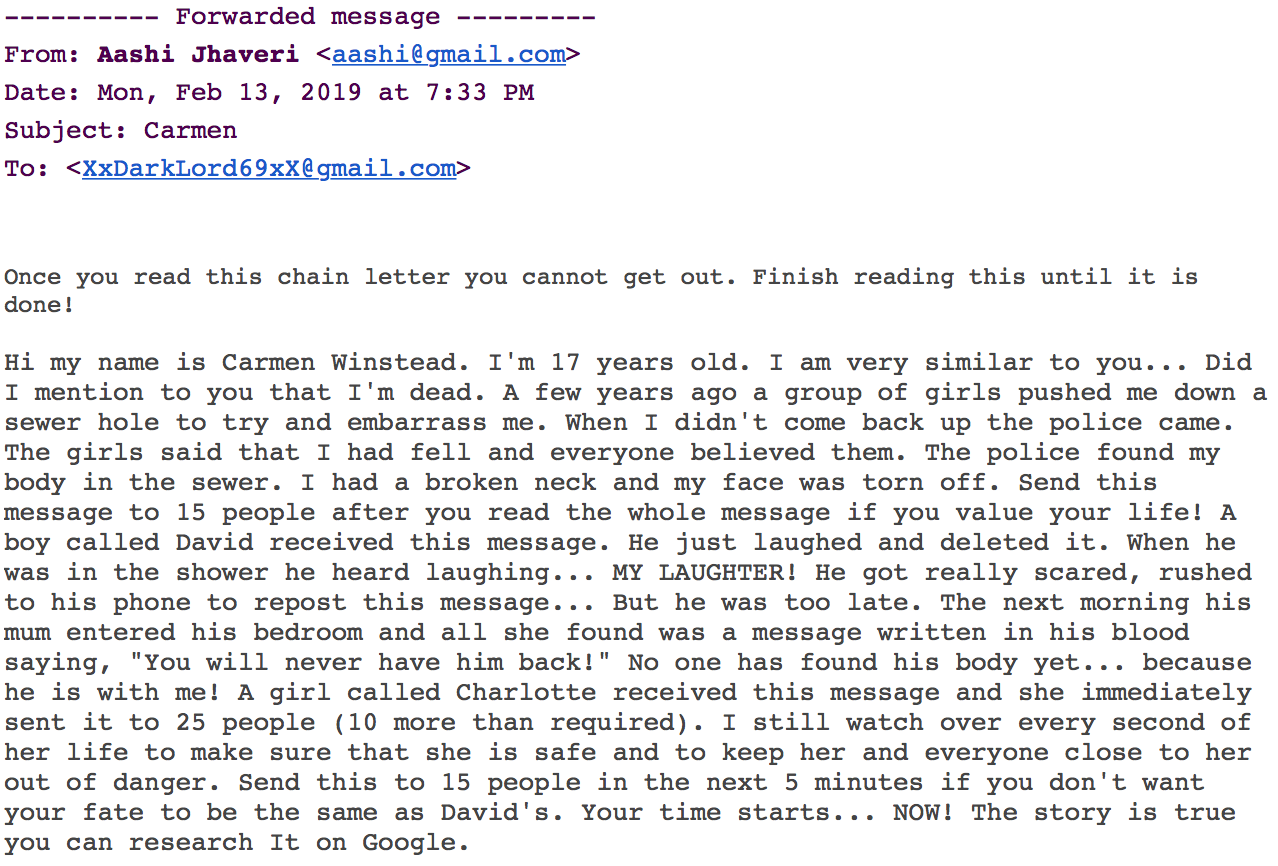 ---------- Forwarded message ---------
From: Aashi Jhaveri <aashi@gmail.com>
Date: Mon, Feb 13, 2019 at 7:33 PM
Subject: Carmen
To: <XxDarkLord69xX@gmail.com>
Once you read this chain letter you cannot get out. Finish reading this until it is
done!
Hi my name is Carmen Winstead. I'm 17 years old. I am very similar to you... Did
I mention to you that I'm dead. A few years ago a group of girls pushed me down a
sewer hole to try and embarrass me. When I didn't come back up the police came.
The girls said that I had fell and everyone believed them. The police found my
body in the sewer. I had a broken neck and my face was torn off. Send this
message to 15 people after you read the whole message if you value your life! A
boy called David received this message. He just laughed and deleted it. When he
was in the shower he heard laughing... MY LAUGHTER! He got really scared, rushed
to his phone to repost this message... But he was too late. The next morning his
mum entered his bedroom and all she found was a message written in his blood
saying, "You will never have him back!" No one has found his body yet... because
he is with me! A girl called Charlotte received this message and she immediately
sent it to 25 people (10 more than required). I still watch over every second of
her life to make sure that she is safe and to keep her and everyone close to her
out of danger. Send this to 15 people in the next 5 minutes if you don't want
your fate to be the same as David's. Your time starts... NOW! The story is true
you can research It on Google.